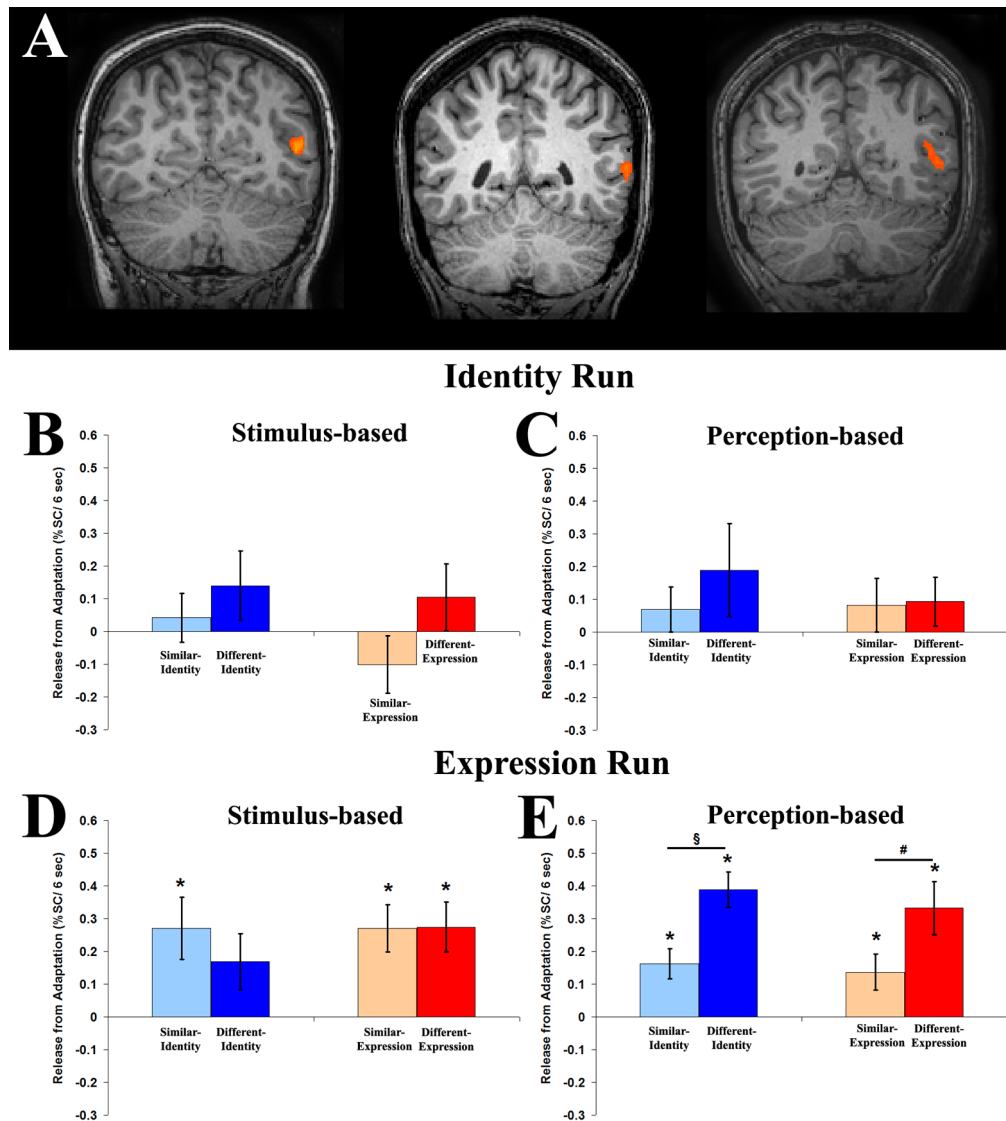 A
Identity Run
B
Stimulus-based
Release from Adaptation (%SC/ 6 sec)
0.6
0.5
0.4
0.3
0.2
0.1
0
-0.1
-0.2
-0.3
Similar-
Identity
Different-
Identity
Similar-
Expression
Different-
Expression
C
Perception-based
Release from Adaptation (%SC/ 6 sec)
0.6
0.5
0.4
0.3
0.2
0.1
0
-0.1
-0.2
-0.3
Similar-
Identity
Different-
Identity
Similar-
Expression
Different-
Expression
Expression Run
D
Stimulus-based
Release from Adaptation (%SC/ 6 sec)
0.6
0.5
0.4
0.3
0.2
0.1
0
-0.1
-0.2
-0.3
*
* *
Similar-
Identity
Different-
Identity
Similar-
Expression
Different-
Expression
E
Perception-based
Release from Adaptation (%SC/ 6 sec)
0.6
0.5
0.4
0.3
0.2
0.1
0
-0.1
-0.2
-0.3
§
#
* *
* *
Similar-
Identity
Different-
Identity
Similar-
Expression
Different-
Expression